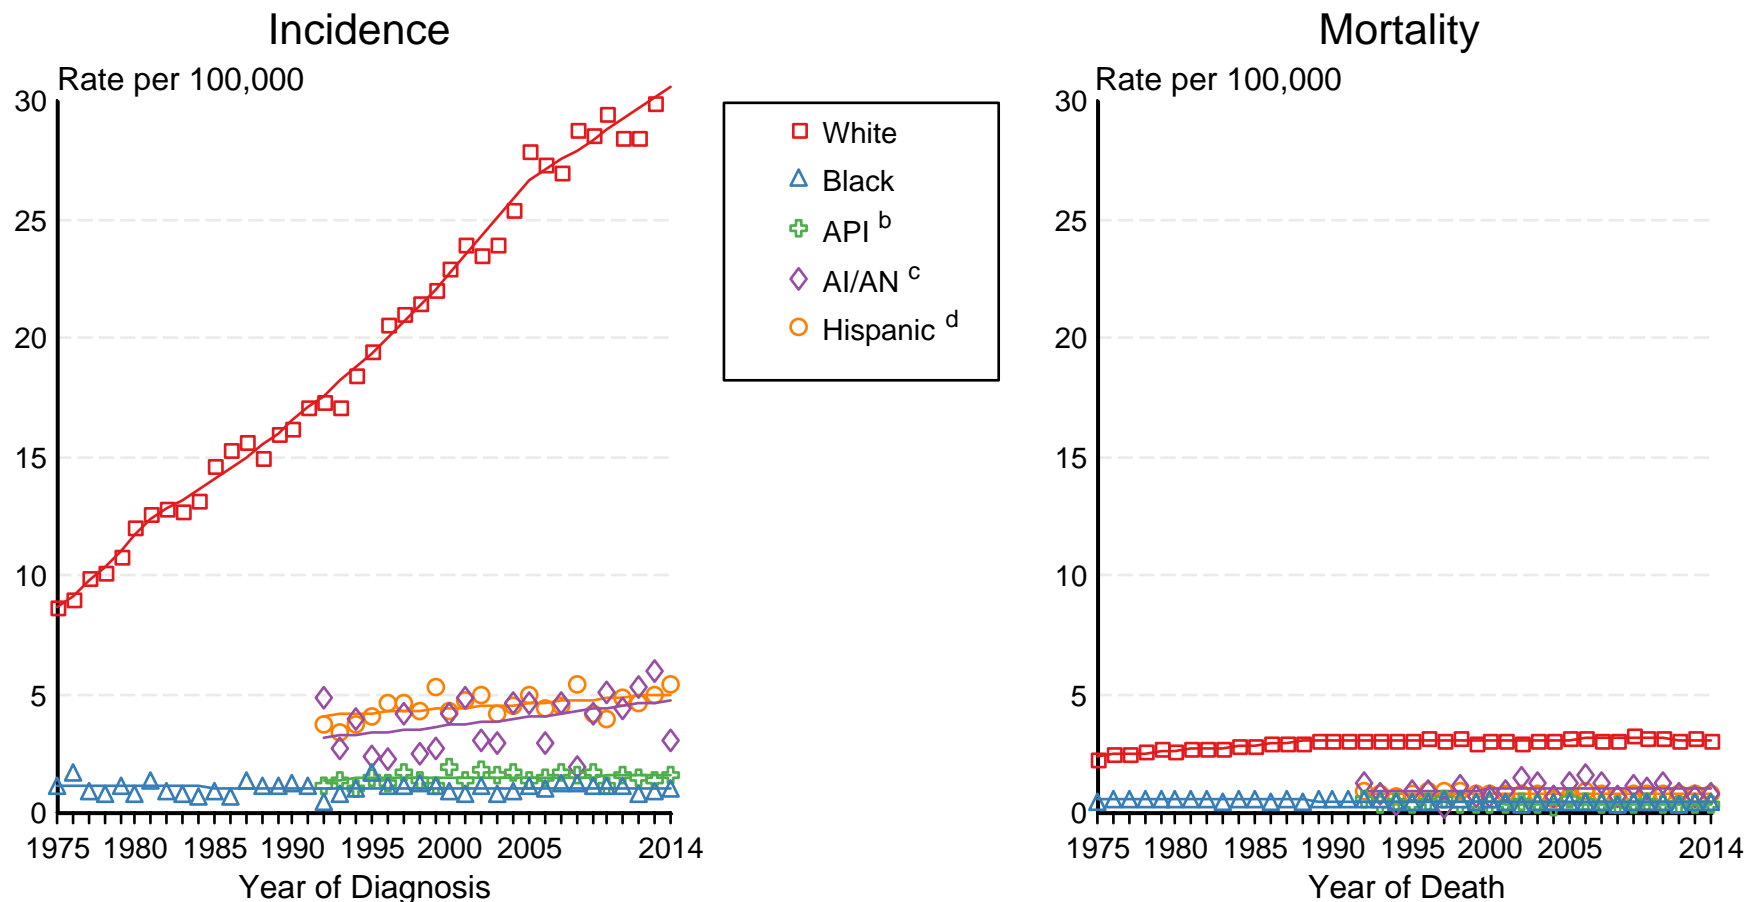 Incidence
Rate per 100,000
30
25
20
15
10
5
0
1975 1980 1985 1990 1995 2000 2005 2014
Year of Diagnosis
White
Black
API b
AI/AN c
Hispanic d
Mortality
Rate per 100,000
30
25
20
15
10
5
0
1975 1980 1985 1990 1995 2000 2005 2014
Year of Death